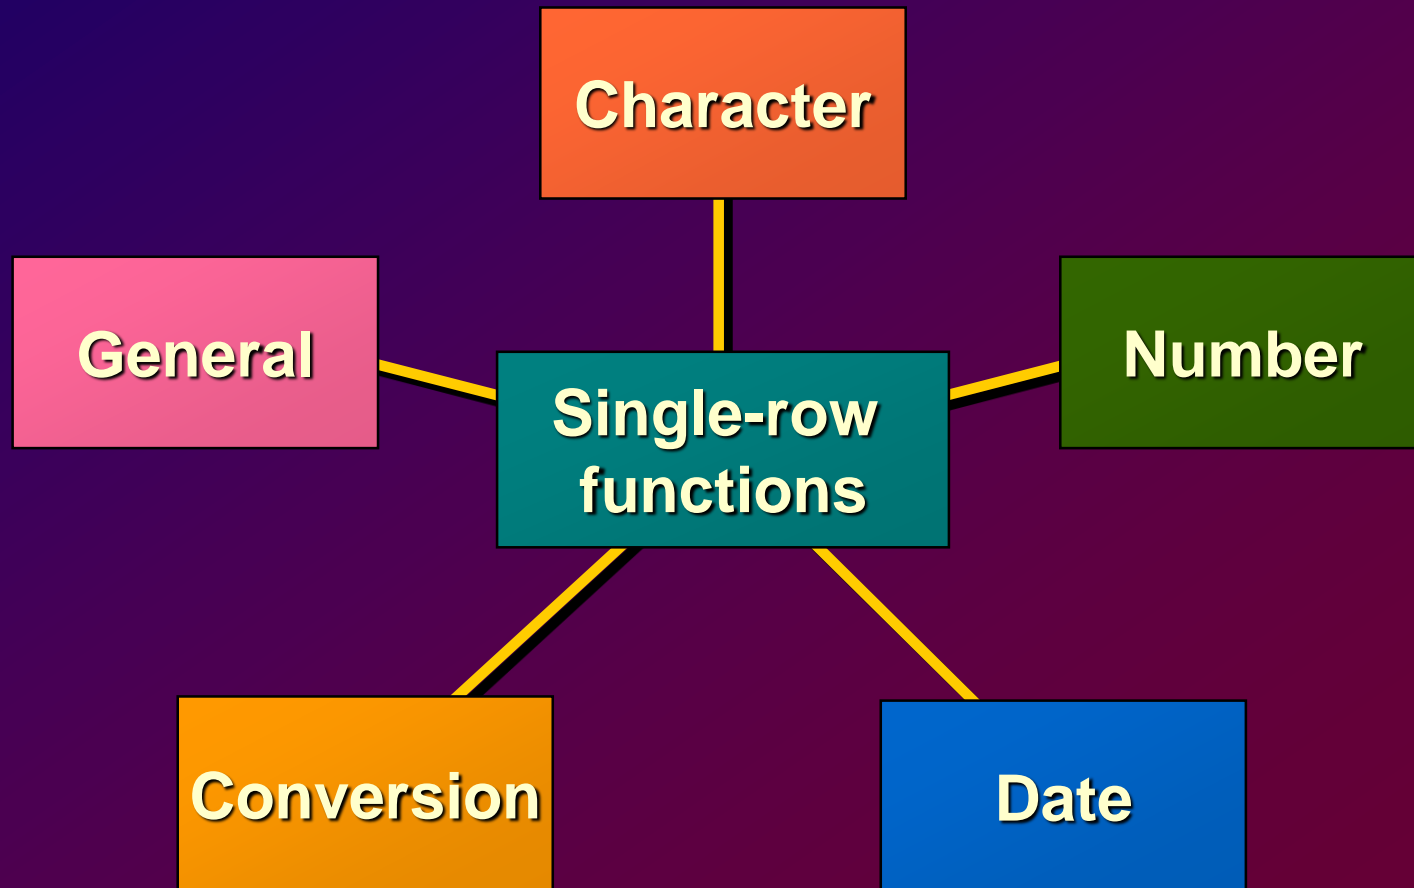 Character
General
Number
Single-row
functions
Conversion
Date